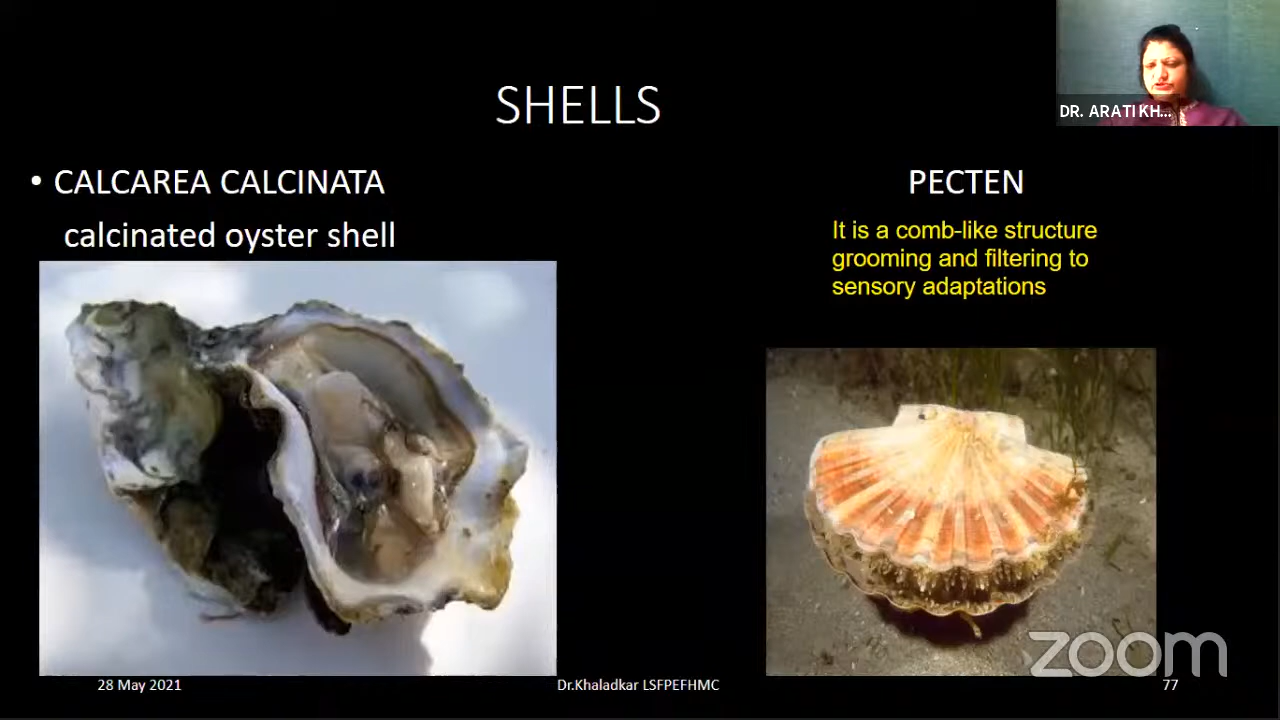 DR. ARATI KH...
SHELLS
• CALCAREA CALCINATA
calcinated oyster shell
PECTEN
It is a comb-like structure
grooming and filtering to
sensory adaptations
zoom
28 May 2021
Dr.Khaladkar LSFPEFHMC
77